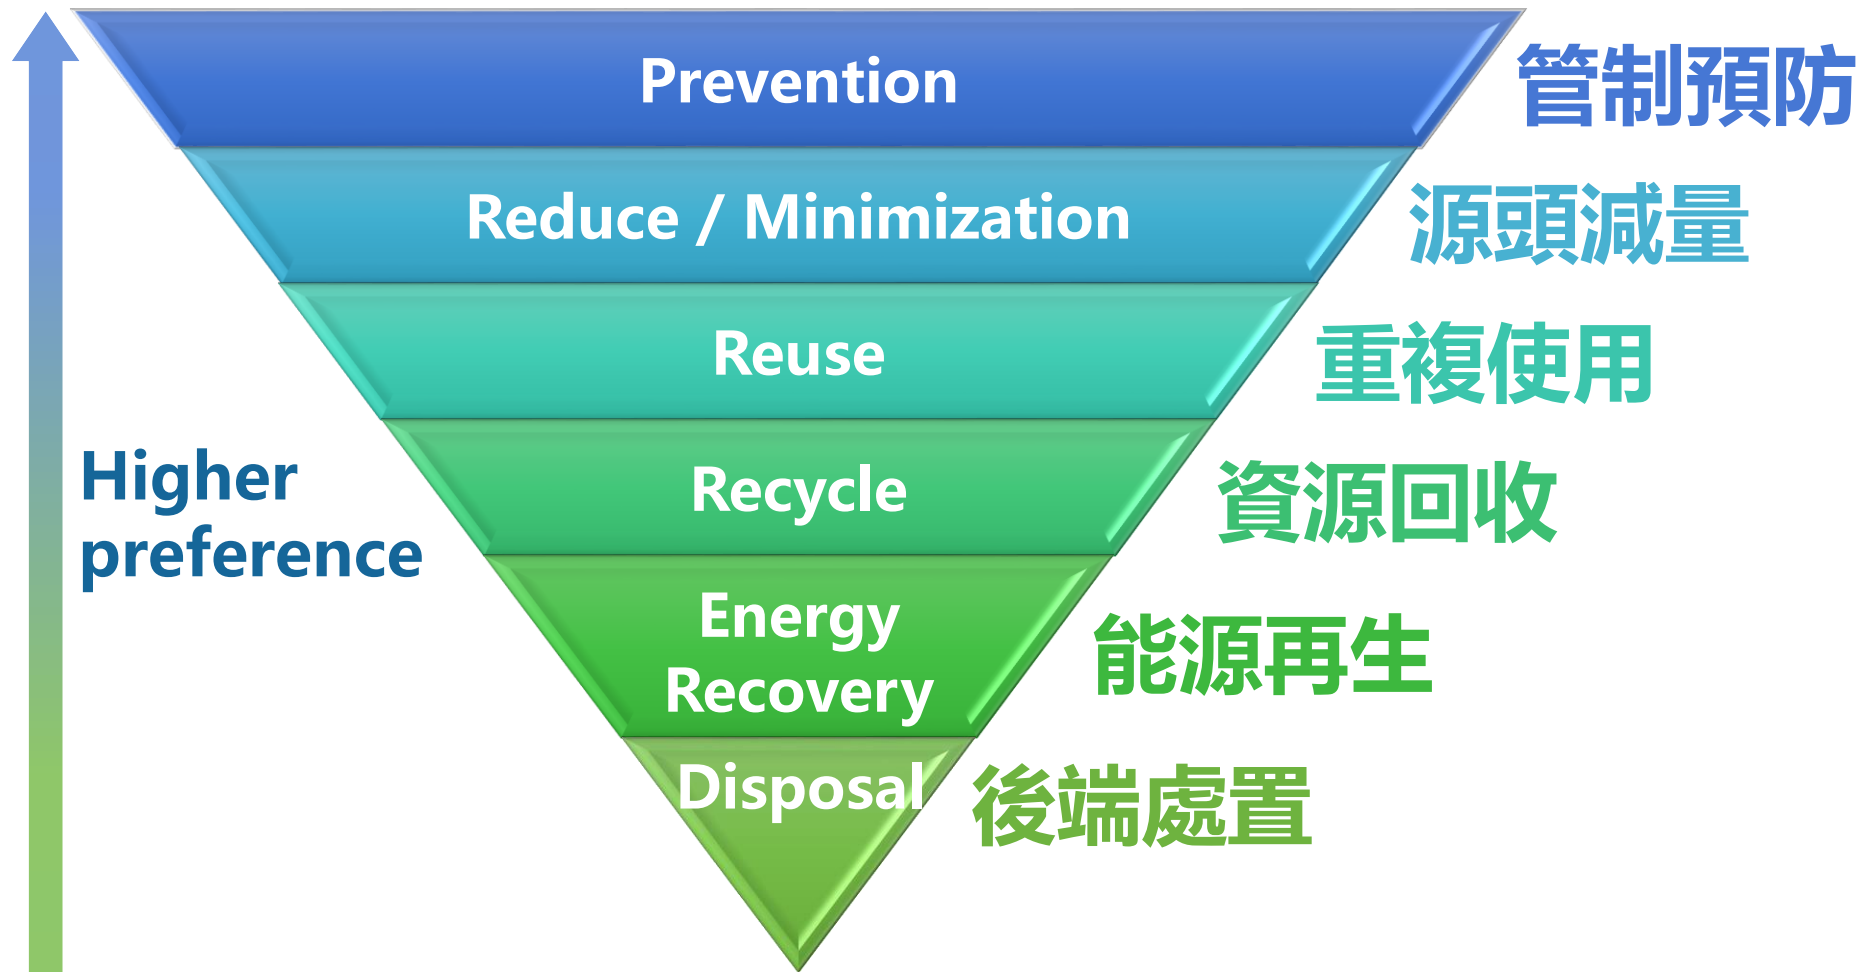 Prevention
管制預防
Reduce / Minimization
源頭減量
Reuse
重複使用
Recycle
資源回收
Higher
preference
Energy
Recovery
能源再生
Disposal
後端處置